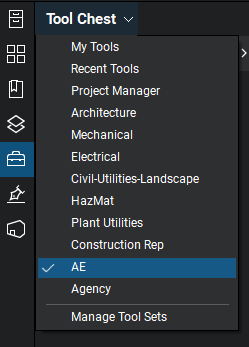 Tool Chest
My Tools
Recent Tools
Project Manager
Architecture
Mechanical
Electrical
Civil-Utilities-Landscape
HazMat
Plant Utilities
Construction Rep
AE
Agency
Manage Tool Sets